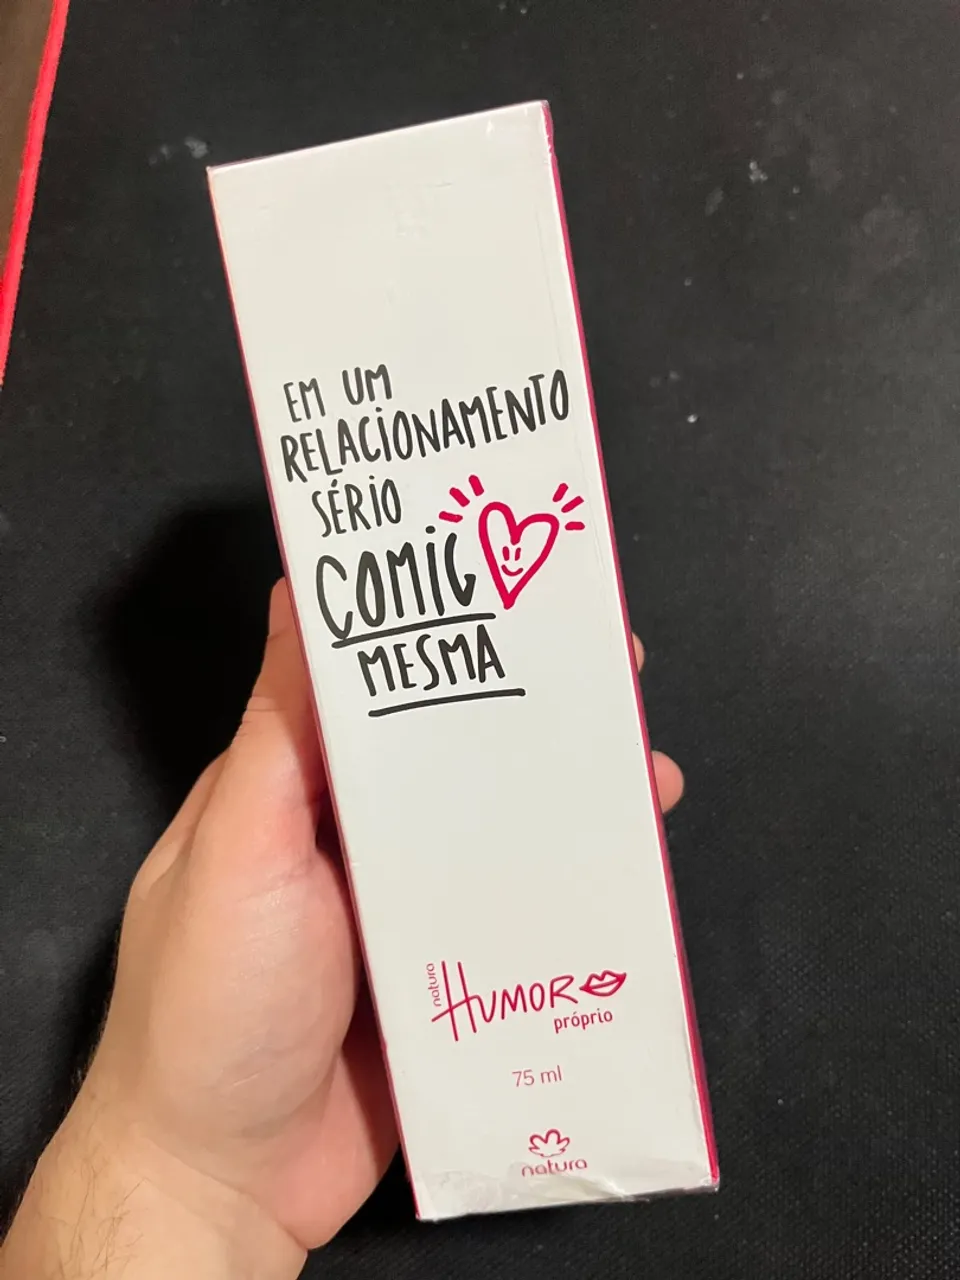 EM UM
RELACIONAMENTO
SÉRIO
COMIG
MESMA
natura
HUMOR
próprio
75 ml
natura